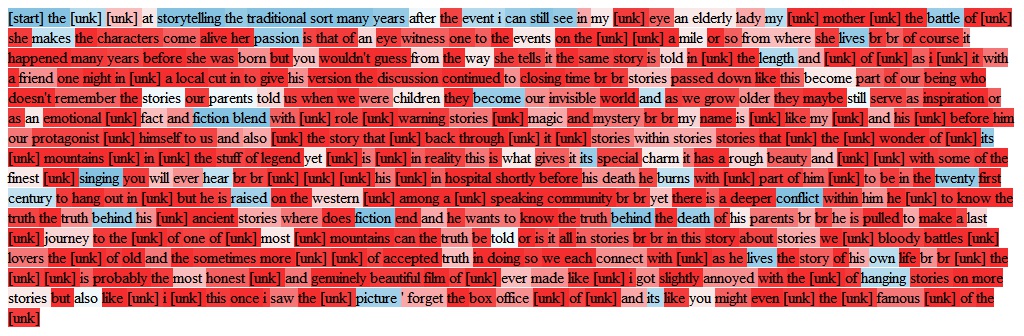 [start] the [unk] [unk] at storytelling the traditional sort many years after the event i can still see in my [unk] eye an elderly lady my [unk] mother [unk] the battle of [unk]
she makes the characters come alive her passion is that of an eye witness one to the events on the [unk] [unk] a mile or so from where she lives br br of course it
happened many years before she was born but you wouldn't guess from the way she tells it the same story is told in [unk] the length and [unk] of [unk] as i [unk] it with
a friend one night in [unk] a local cut in to give his version the discussion continued to closing time br br stories passed down like this become part of our being who
doesn't remember the stories our parents told us when we were children they become our invisible world and as we grow older they maybe still serve as inspiration or
as an emotional [unk] fact and fiction blend with [unk] role [unk] warning stories [unk] magic and mystery br br my name is [unk] like my [unk] and his [unk] before him
our protagonist [unk] himself to us and also [unk] the story that [unk] back through [unk] it [unk] stories within stories stories that [unk] the [unk] wonder of [unk] its
[unk] mountains [unk] in [unk] the stuff of legend yet [unk] is [unk] in reality this is what gives it its special charm it has a rough beauty and [unk] [unk] with some of the
finest [unk] singing you will ever hear br br [unk] [unk] [unk] his [unk] in hospital shortly before his death he burns with [unk] part of him [unk] to be in the twenty first
century to hang out in [unk] but he is raised on the western [unk] among a [unk] speaking community br br yet there is a deeper conflict within him he [unk] to know the
truth the truth behind his [unk] ancient stories where does fiction end and he wants to know the truth behind the death of his parents br br he is pulled to make a last
[unk] journey to the [unk] of one of [unk] most [unk] mountains can the truth be told or is it all in stories br br in this story about stories we [unk] bloody battles [unk]
lovers the [unk] of old and the sometimes more [unk] of accepted truth in doing so we each connect with [unk] as he lives the story of his own life br br [unk] the
[unk] [unk] is probably the most honest [unk] and genuinely beautiful film of [unk] ever made like [unk] i got slightly annoyed with the [unk] of hanging stories on more
stories but also like [unk] i [unk] this once i saw the [unk] picture ' forget the box office [unk] of [unk] and its like you might even [unk] the [unk] famous [unk] of the
[unk]